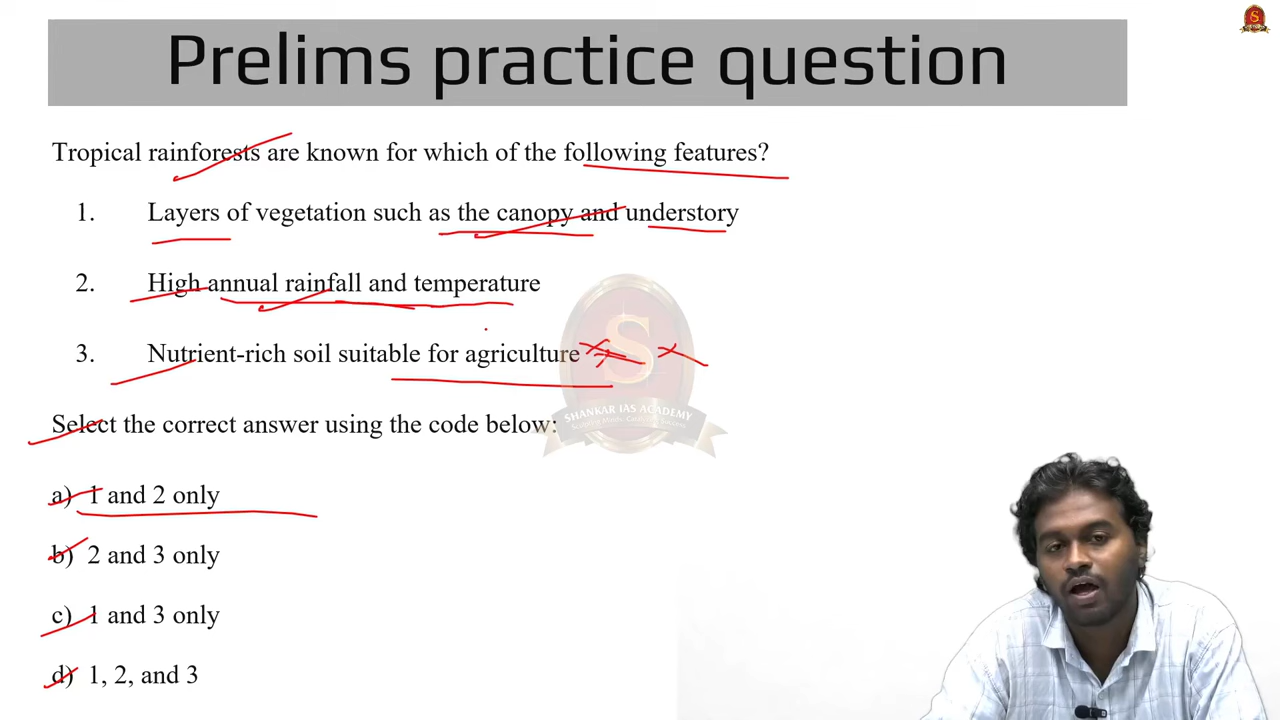 Prelims practice question
Tropical rainforests are known for which of the following features?
1. Layers of vegetation such as the canopy and understory
2. High annual rainfall and temperature
3. Nutrient-rich soil suitable for agriculture
SHANKAR IAS ACADEMY
Select the correct answer using the code below:
a) 1 and 2 only
b) 2 and 3 only
c) 1 and 3 only
d) 1, 2, and 3